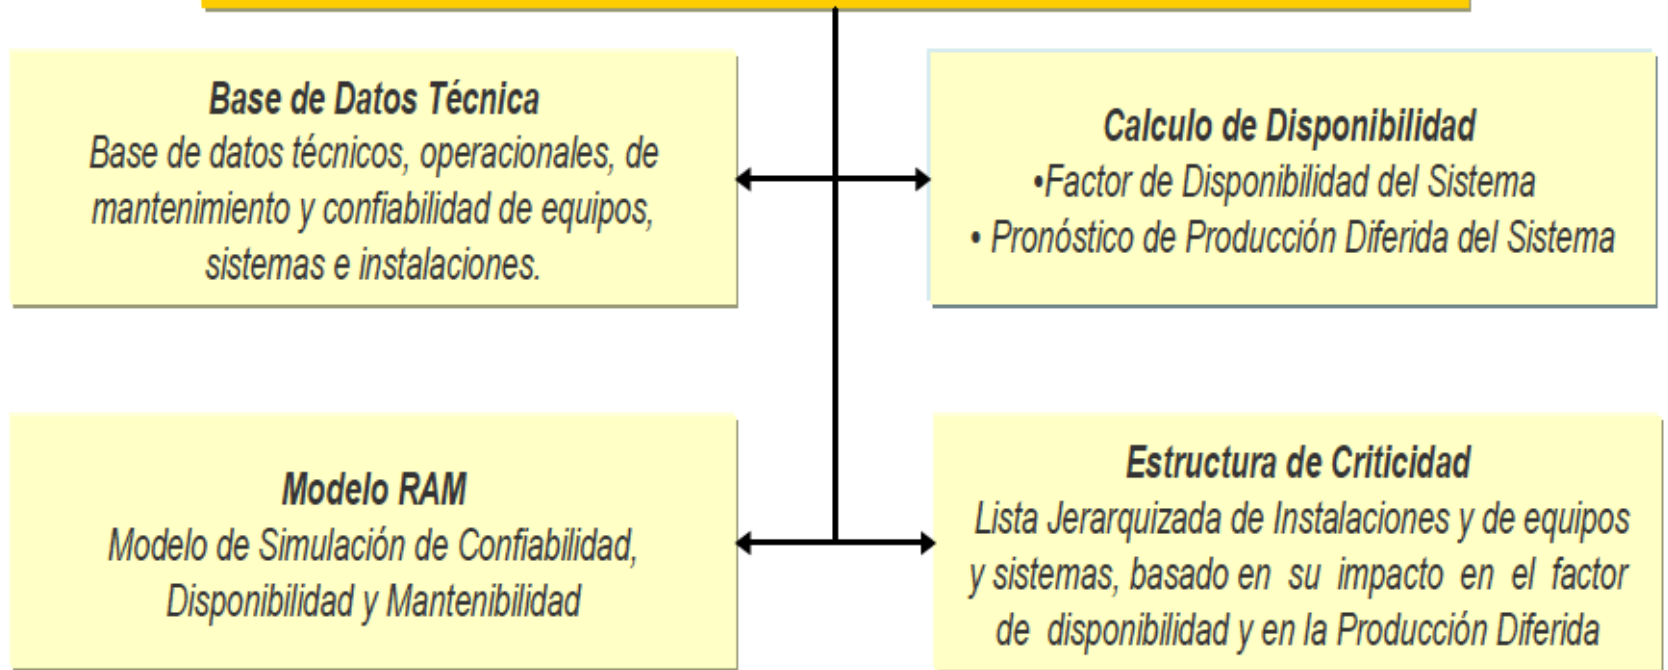 Base de Datos Técnica
Base de datos técnicos, operacionales, de
mantenimiento y confiabilidad de equipos,
sistemas e instalaciones.
Calculo de Disponibilidad
•Factor de Disponibilidad del Sistema
• Pronóstico de Producción Diferida del Sistema
Modelo RAM
Modelo de Simulación de Confiabilidad,
Disponibilidad y Mantenibilidad
Estructura de Criticidad
Lista Jerarquizada de Instalaciones y de equipos
y sistemas, basado en su impacto en el factor
de disponibilidad y en la Producción Diferida